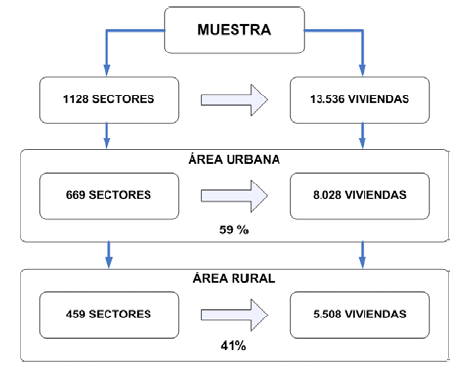 MUESTRA
1128 SECTORES
13.536 VIVIENDAS
ÁREA URBANA
669 SECTORES
8.028 VIVIENDAS
59 %
ÁREA RURAL
459 SECTORES
5.508 VIVIENDAS
41%